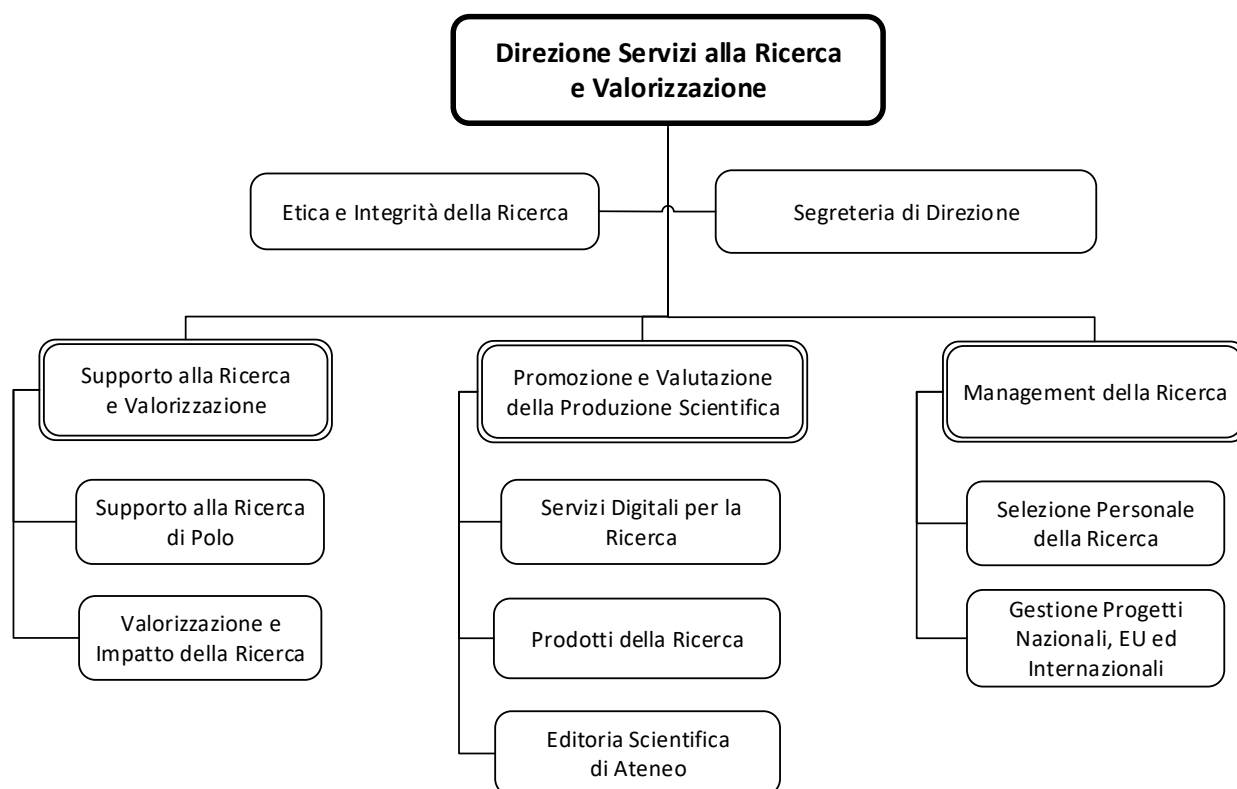 Direzione Servizi alla Ricerca
e Valorizzazione
Etica e Integrità della Ricerca
Segreteria di Direzione
Supporto alla Ricerca
e Valorizzazione
Supporto alla Ricerca
di Polo
Valorizzazione e
Impatto della Ricerca
Promozione e Valutazione
della Produzione Scientifica
Servizi Digitali per la
Ricerca
Prodotti della Ricerca
Editoria Scientifica
di Ateneo
Management della Ricerca
Selezione Personale
della Ricerca
Gestione Progetti
Nazionali, EU ed
Internazionali